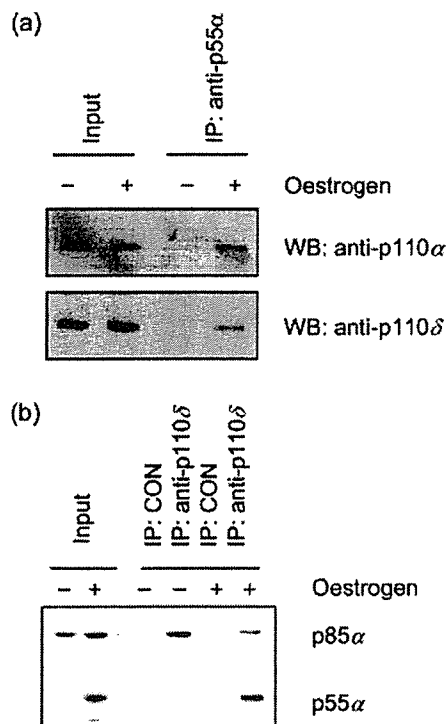 (a)
Input
IP: anti-p55α
– + – + Oestrogen
WB: anti-p110α
WB: anti-p110δ
(b)
Input
IP: CON
IP: anti-p110δ
IP: CON
IP: anti-p110δ
– + – – + + Oestrogen
p85α
p55α